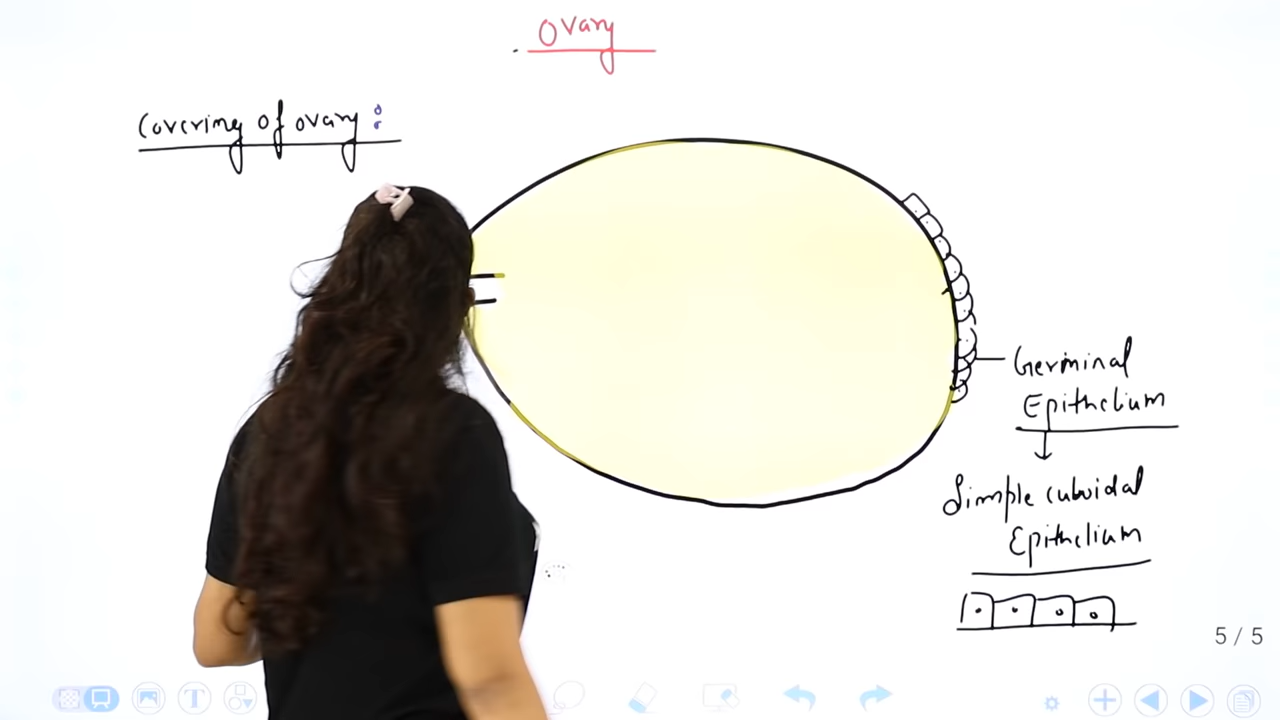 Ovary
Covering of ovary :
Germinal
Epithelium
Simple cuboidal
Epithelium
5 / 5